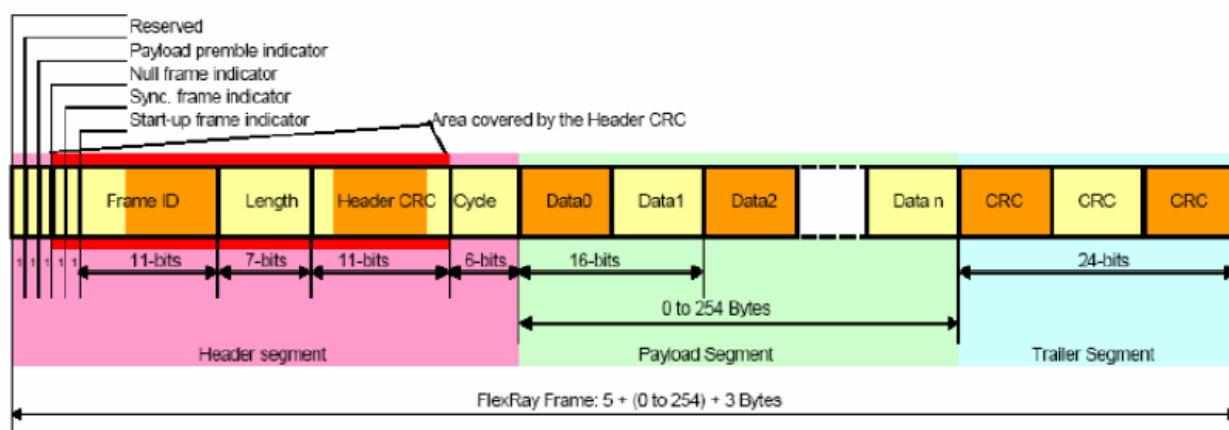 Reserved
Payload premble indicator
Null frame indicator
Sync. frame indicator
Start-up frame indicator
Area covered by the Header CRC
Frame ID Length Header CRC Cycle Data0 Data1 Data2 Data n CRC CRC CRC
1 1 1 1 1 11-bits 7-bits 11-bits 6-bits 16-bits 24-bits
0 to 254 Bytes
Header segment Payload Segment Trailer Segment
FlexRay Frame: 5 + (0 to 254) + 3 Bytes